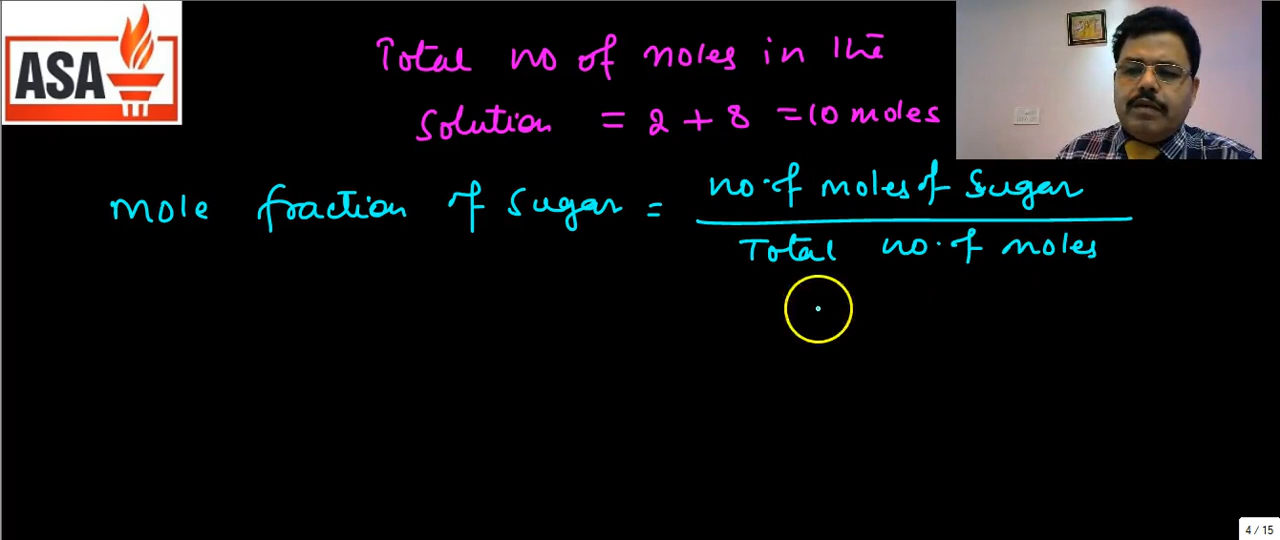 ASA
Total no of moles in the
Solution = 2 + 8 = 10 moles
mole fraction of Sugar = no. of moles of Sugar
Total no. of moles
4 / 15